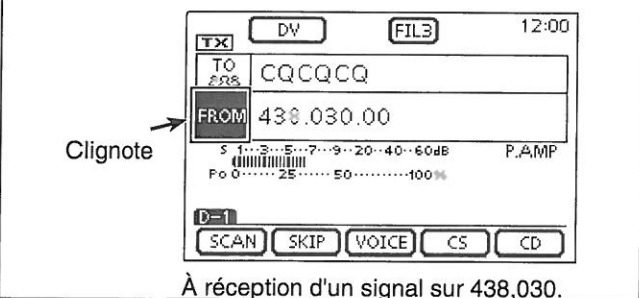 DV FIL3 12:00
TX
TO CQCQCQ
FROM 438.030.00
Clignote
S 1··3··5··7··9··20··40··60dB P.AMP
Po 0······25······50·········100%
D-1
SCAN SKIP VOICE CS CD
À réception d'un signal sur 438,030.